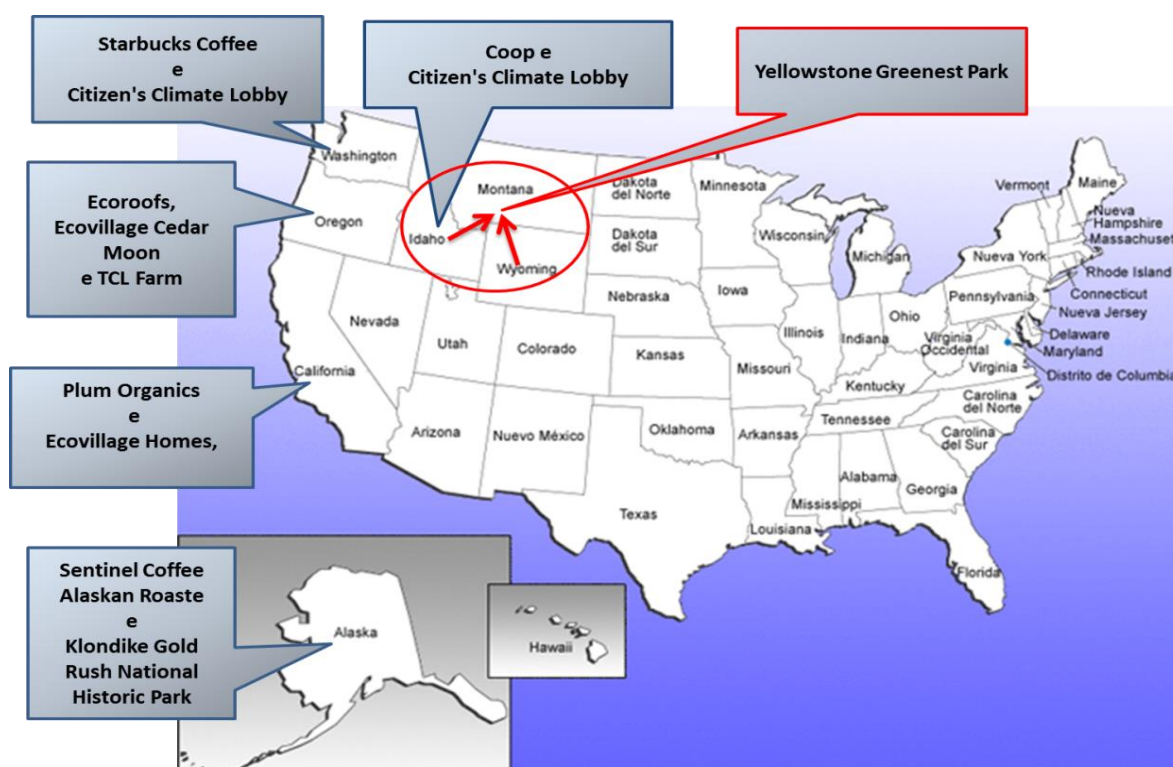 Starbucks Coffee
e
Citizen's Climate Lobby
Coop e
Citizen's Climate Lobby
Yellowstone Greenest Park
Ecoroofs,
Ecovillage Cedar
Moon
e TCL Farm
Plum Organics
e
Ecovillage Homes,
Sentinel Coffee
Alaskan Roaste
e
Klondike Gold
Rush National
Historic Park
Washington
Oregon
California
Nevada
Idaho
Montana
Wyoming
Utah
Colorado
Arizona
Nuevo México
Dakota
del Norte
Dakota
del Sur
Nebraska
Kansas
Oklahoma
Texas
Minnesota
Iowa
Missouri
Arkansas
Louisiana
Wisconsin
Illinois
Michigan
Indiana
Ohio
Kentucky
Tennessee
Mississippi
Alabama
Georgia
Florida
Carolina
del Sur
Carolina
del Norte
Virginia
Virginia
Occidental
Pennsylvania
Nueva York
Vermont
Maine
Nueva
Hampshire
Massachuset
Rhode Island
Connecticut
Nueva Jersey
Delaware
Maryland
Distrito de Columbia
Alaska
Hawaii